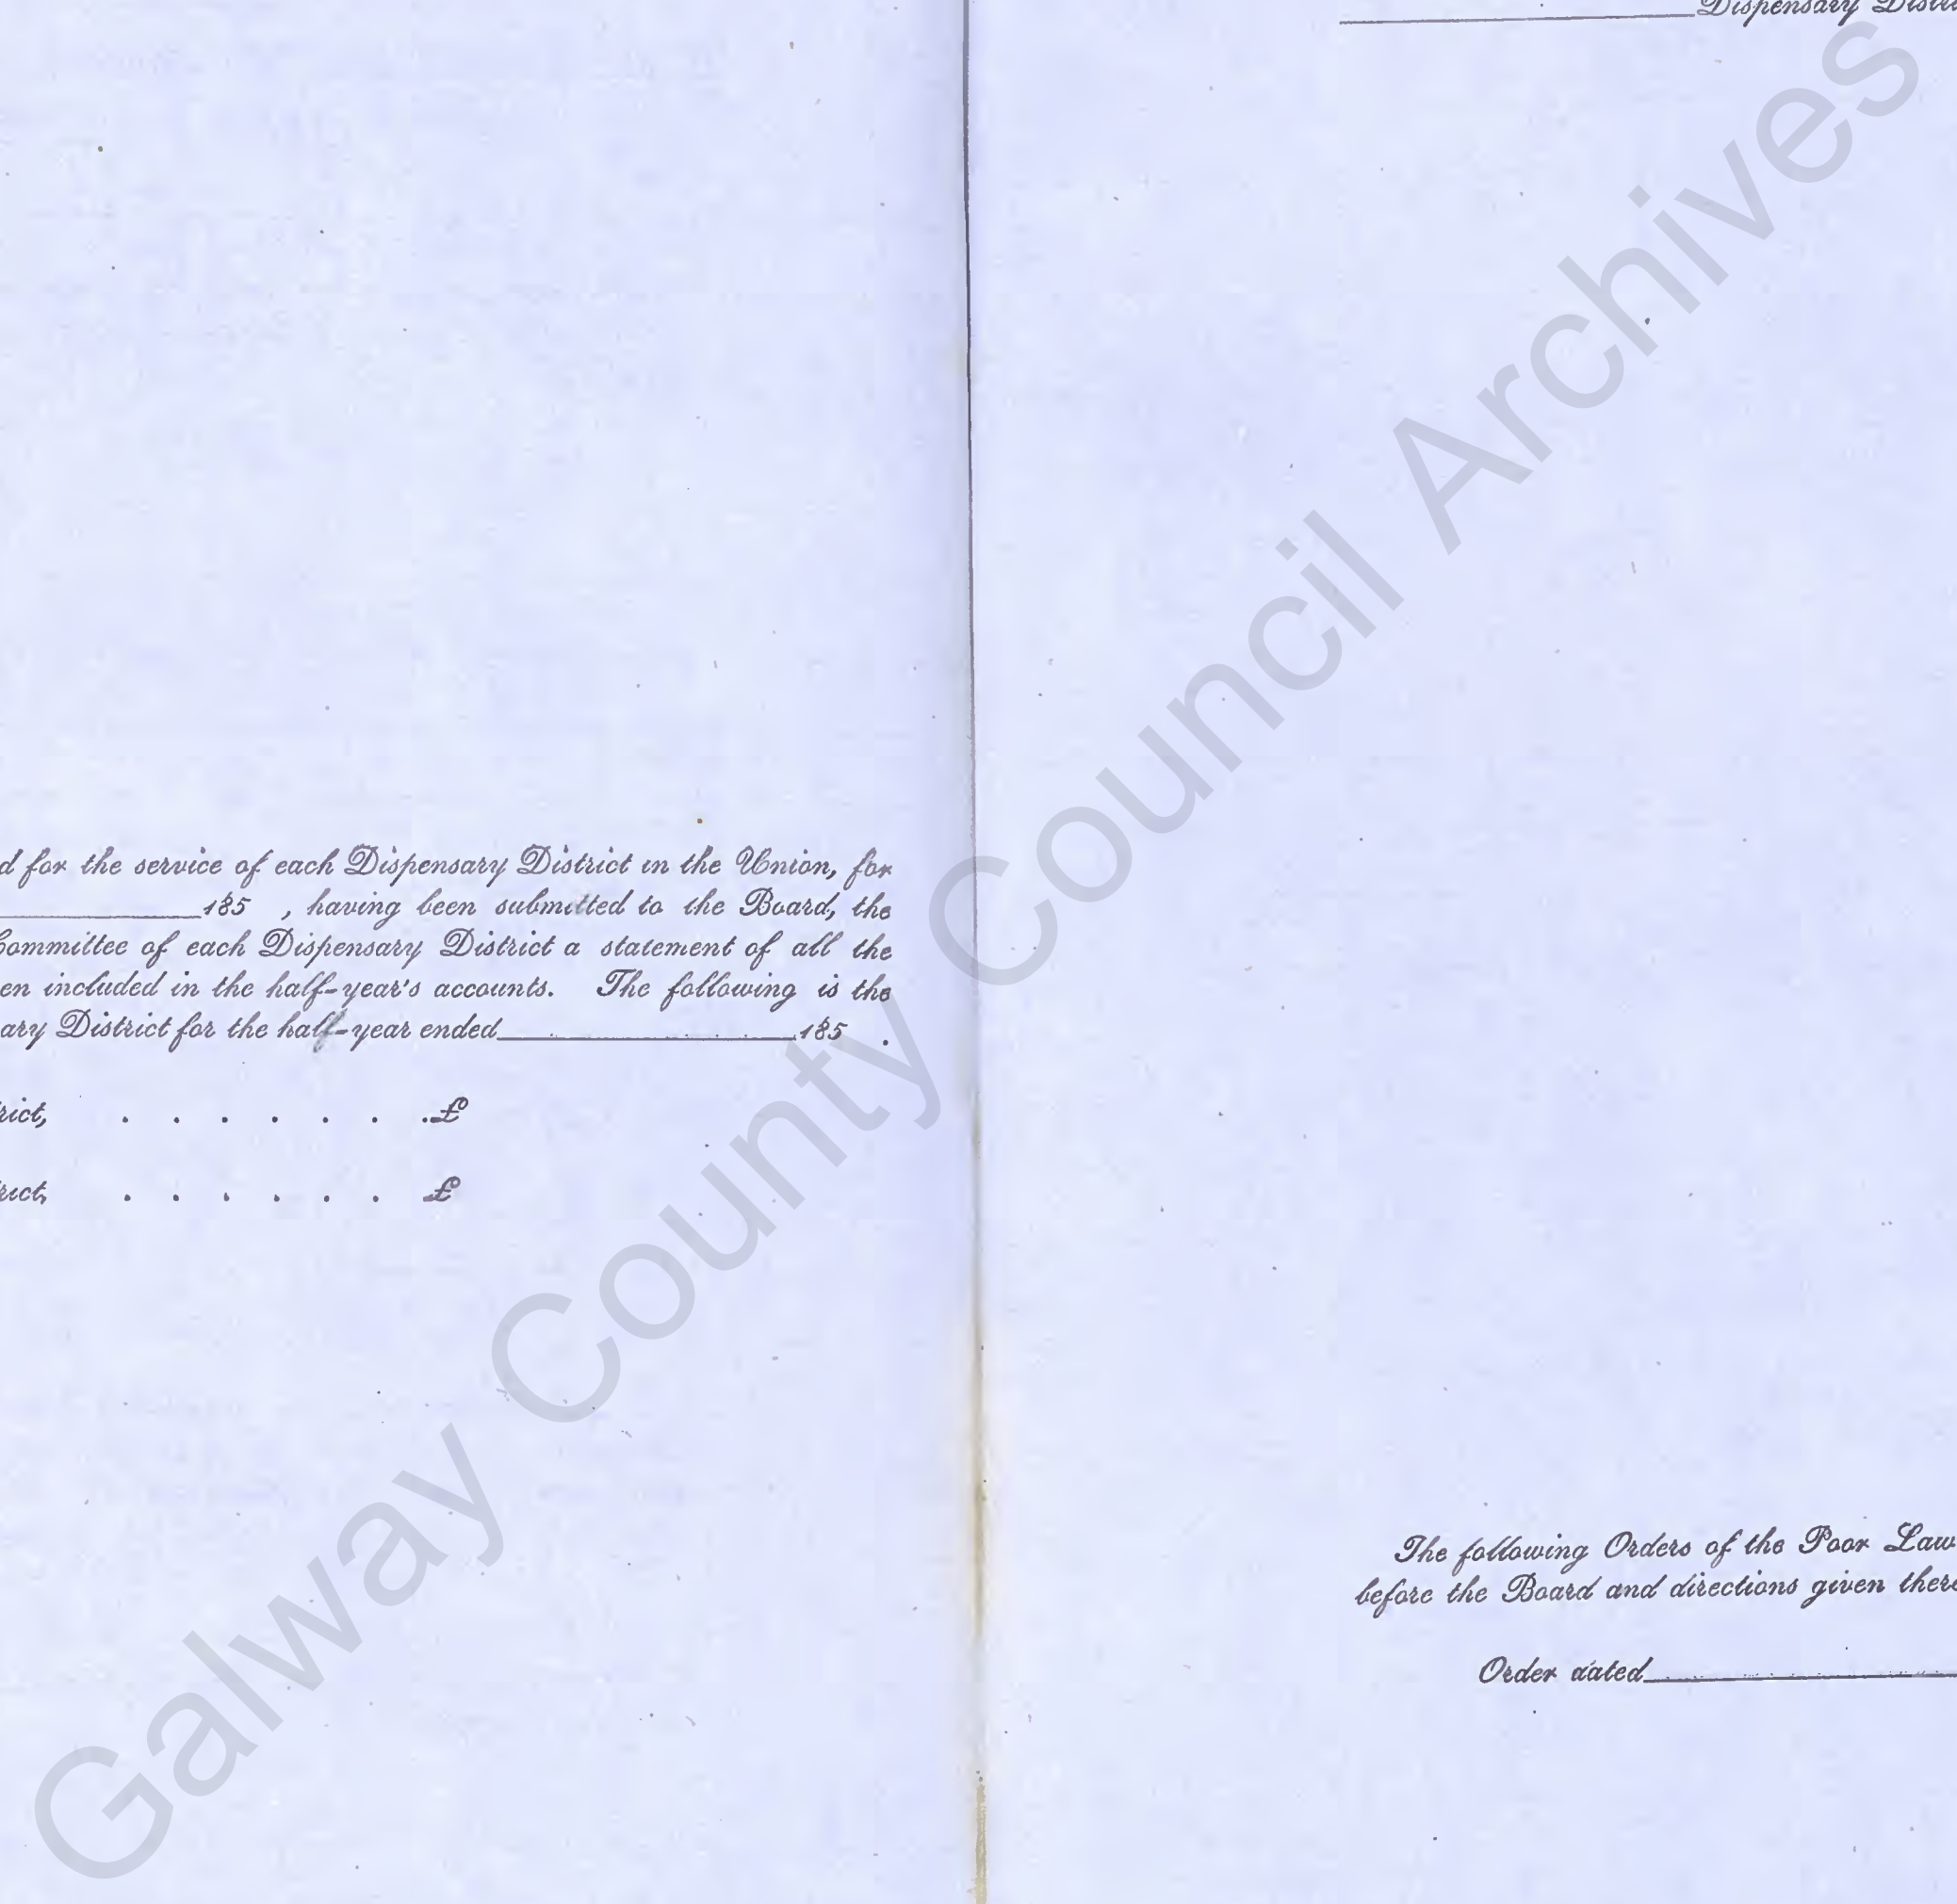 d for the service of each Dispensary District in the Union, for
185 , having been submitted to the Board, the
Committee of each Dispensary District a statement of all the
en included in the half-year's accounts. The following is the
ary District for the half-year ended 185 .
rict, . . . . . . . £
rict, . . . . . . £
Dispensary Distri
The following Orders of the Poor Law
before the Board and directions given there
Order dated
Galway County Council Archives